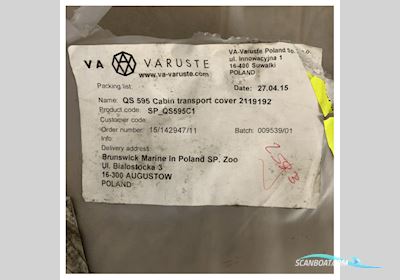 VA VARUSTE
www.va-varuste.com
VA-Varuste Poland Sp. z o.o.
ul. Innowacyjna 1
16-400 Suwalki
POLAND
Packing list:
Date: 27.04.15
Name: QS 595 Cabin transport cover 2119192
Product code: SP_QS595C1
Customer code:
Order number: 15/142947/11
Batch: 009539/01
Info:
Delivery address:
Brunswick Marine In Poland SP. Zoo
Ul. Bialostocka 3
16-300 AUGUSTOW
POLAND
SCANBOAT.COM